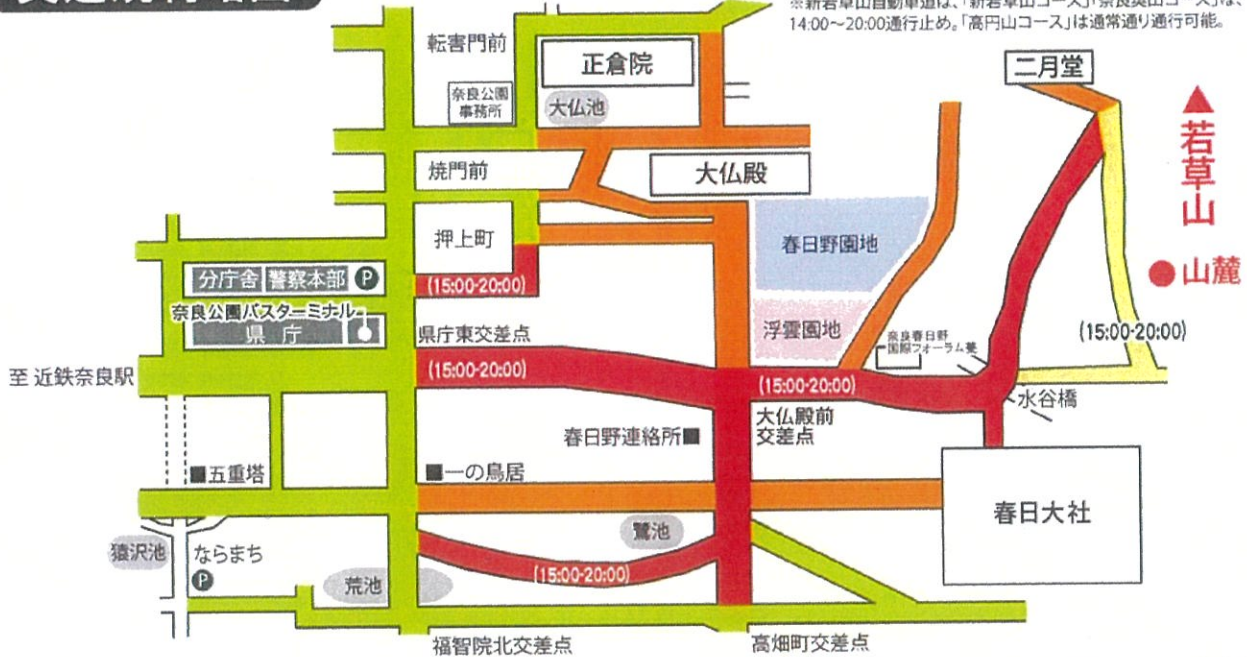 ※新若草山自動車道は、「新若草山コース」「奈良奥山コース」は、
14:00～20:00通行止め。「高円山コース」は通常通り通行可能。
転害門前
正倉院
二月堂
奈良公園
事務所
大仏池
▲若草山
焼門前
大仏殿
押上町
春日野園地
●山麓
分庁舎
警察本部
P
(15:00-20:00)
奈良公園バスターミナル
県庁
県庁東交差点
浮雲園地
奈良春日野
国際フォーラム甍
(15:00-20:00)
至 近鉄奈良駅
(15:00-20:00)
(15:00-20:00)
水谷橋
大仏殿前
交差点
春日野連絡所■
■五重塔
■一の鳥居
春日大社
鷺池
猿沢池
ならまち
P
荒池
(15:00-20:00)
福智院北交差点
高畑町交差点